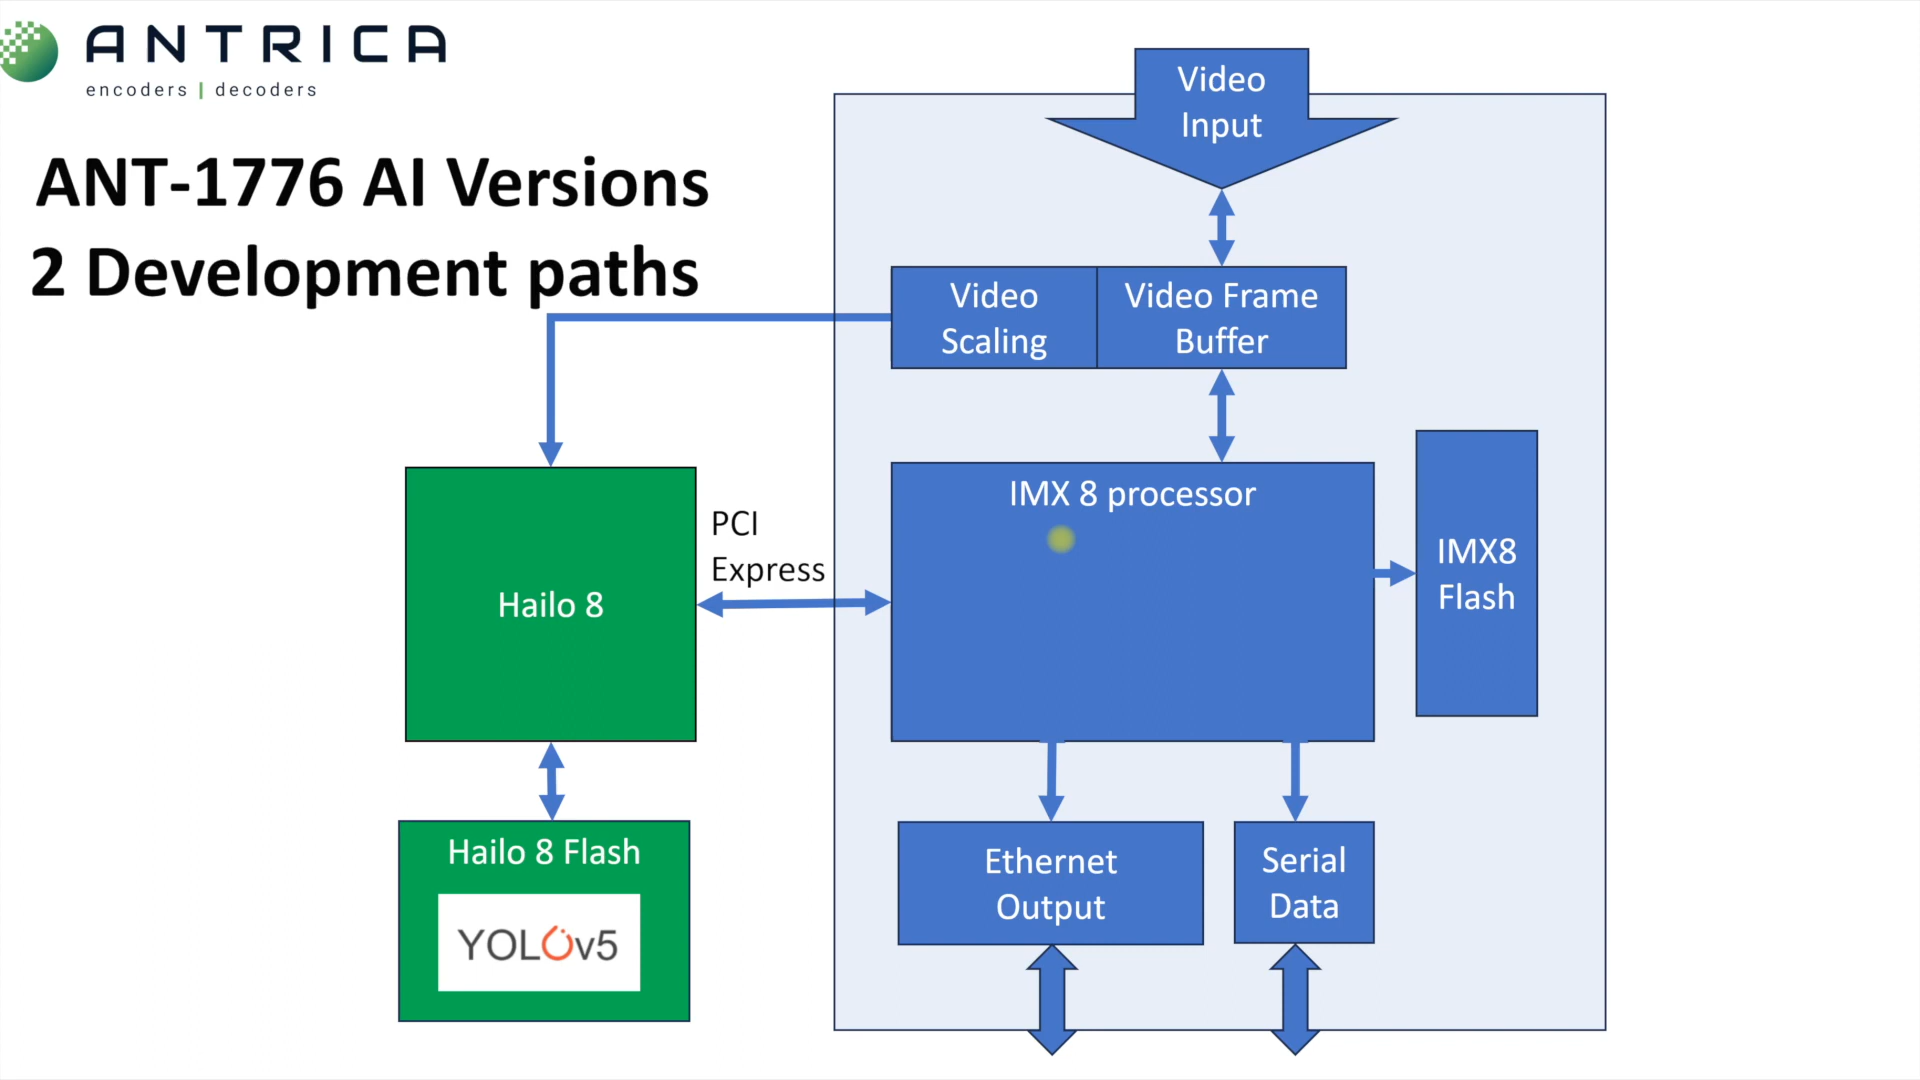 ANTRICA
encoders | decoders
ANT-1776 AI Versions
2 Development paths
Video
Input
Video
Scaling
Video Frame
Buffer
IMX 8 processor
IMX8
Flash
PCI
Express
Hailo 8
Hailo 8 Flash
YOLOv5
Ethernet
Output
Serial
Data